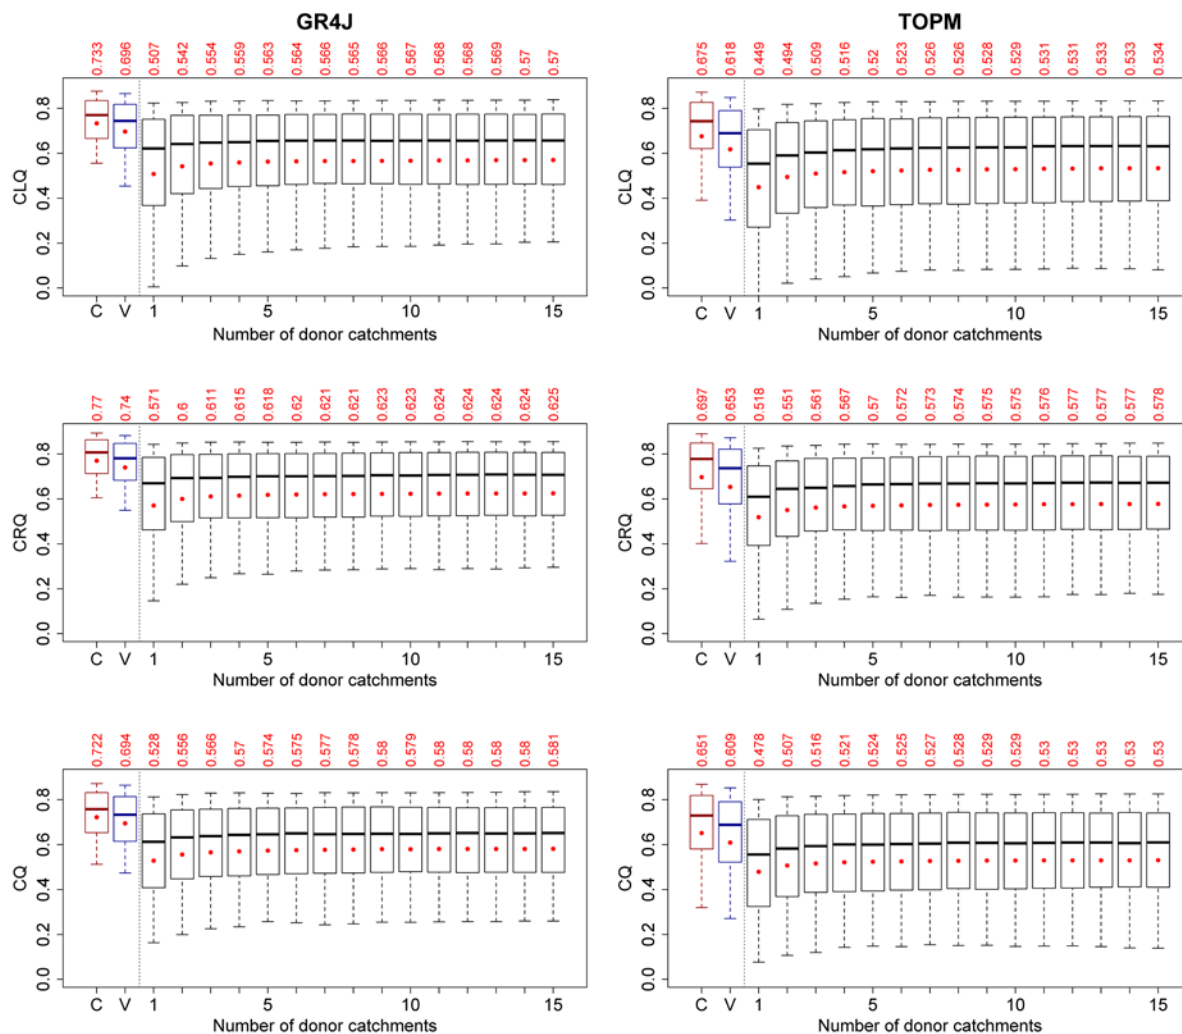 GR4J
TOPM
0.733 0.696 0.507 0.542 0.554 0.559 0.563 0.564 0.566 0.565 0.566 0.567 0.568 0.568 0.569 0.57 0.57
0.675 0.618 0.449 0.494 0.509 0.516 0.52 0.523 0.526 0.526 0.528 0.529 0.531 0.531 0.533 0.533 0.534
CLQ
0.0 0.2 0.4 0.6 0.8
C V 1 5 10 15
Number of donor catchments
CLQ
0.0 0.2 0.4 0.6 0.8
C V 1 5 10 15
Number of donor catchments
0.77 0.74 0.571 0.6 0.611 0.615 0.618 0.62 0.621 0.621 0.623 0.623 0.624 0.624 0.624 0.624 0.625
0.697 0.653 0.518 0.551 0.561 0.567 0.57 0.572 0.573 0.574 0.575 0.575 0.576 0.577 0.577 0.577 0.578
CRQ
0.0 0.2 0.4 0.6 0.8
C V 1 5 10 15
Number of donor catchments
CRQ
0.0 0.2 0.4 0.6 0.8
C V 1 5 10 15
Number of donor catchments
0.722 0.694 0.528 0.556 0.566 0.57 0.574 0.575 0.577 0.578 0.58 0.579 0.58 0.58 0.58 0.58 0.581
0.651 0.609 0.478 0.507 0.516 0.521 0.524 0.525 0.527 0.528 0.529 0.529 0.53 0.53 0.53 0.53 0.53
CQ
0.0 0.2 0.4 0.6 0.8
C V 1 5 10 15
Number of donor catchments
CQ
0.0 0.2 0.4 0.6 0.8
C V 1 5 10 15
Number of donor catchments